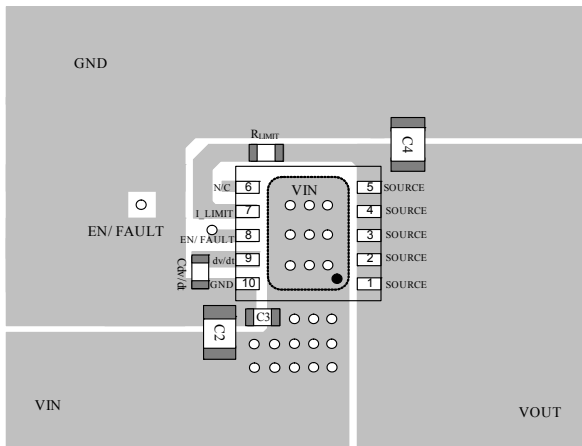 GND
R_LIMIT
C4
N/C 6 VIN 5 SOURCE
I_LIMIT 7 4 SOURCE
EN/ FAULT
EN/ FAULT 8 3 SOURCE
Cdv/dt
dv/dt 9 2 SOURCE
GND 10 1 SOURCE
C2
C3
VIN
VOUT